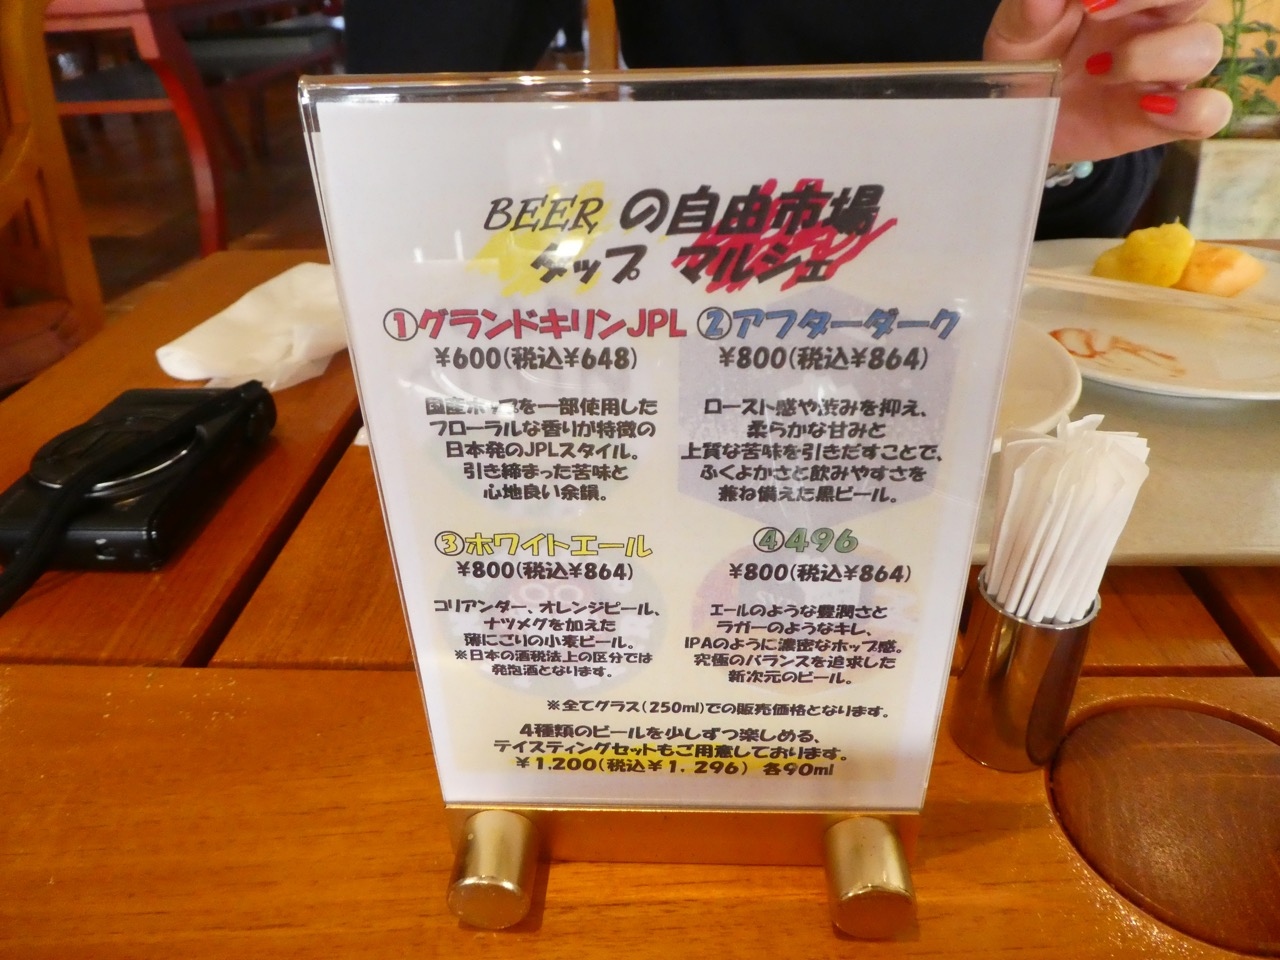 BEERの自由市場
タップ マルシェ
①グランドキリンJPL
¥600(税込¥648)
国産ホップを一部使用した
フローラルな香りが特徴の
日本発のJPLスタイル。
引き締まった苦味と
心地良い余韻。
②アフターダーク
¥800(税込¥864)
ロースト感や渋みを抑え、
柔らかな甘みと
上質な苦味を引きだすことで、
ふくよかさと飲みやすさを
兼ね備えた黒ビール。
③ホワイトエール
¥800(税込¥864)
コリアンダー、オレンジピール、
ナツメグを加えた
薄にごりの小麦ビール。
※日本の酒税法上の区分では
発泡酒となります。
④496
¥800(税込¥864)
エールのような豊潤さと
ラガーのようなキレ、
IPAのように濃密なホップ感。
究極のバランスを追求した
新次元のビール。
※全てグラス(250ml)での販売価格となります。
4種類のビールを少しずつ楽しめる、
テイスティングセットもご用意しております。
¥1,200(税込¥1,296) 各90ml